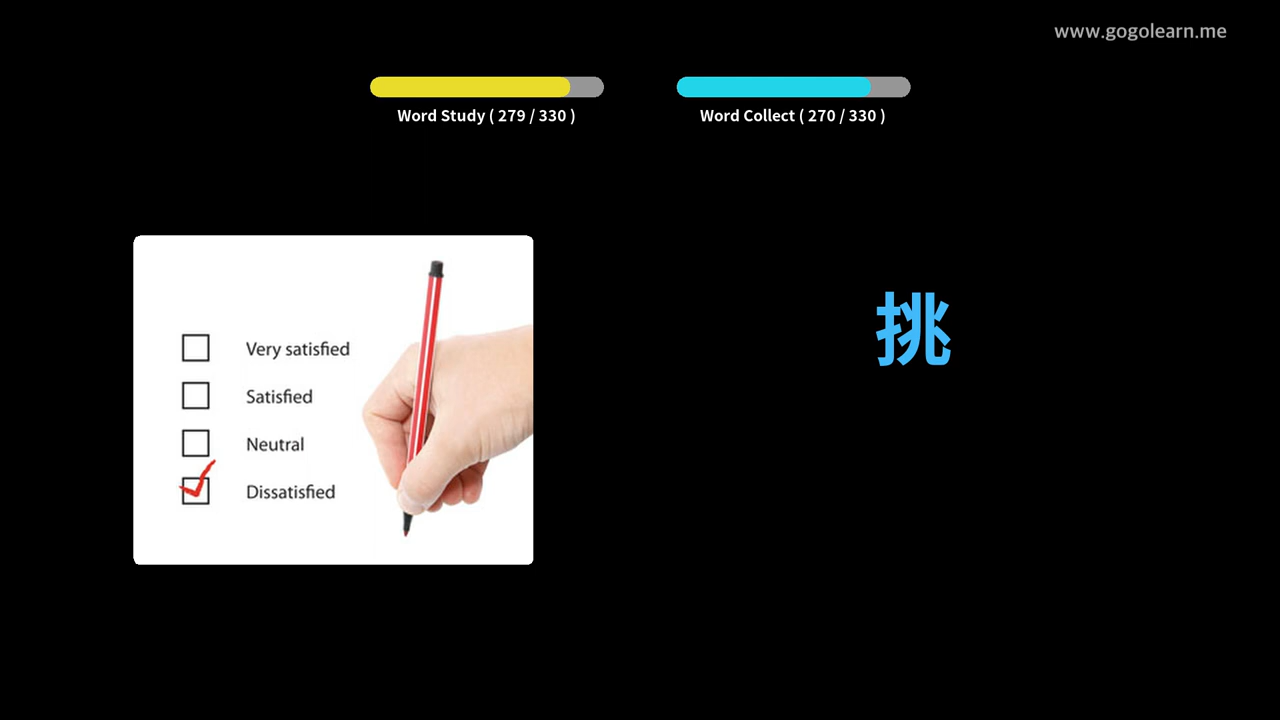 www.gogolearn.me
Word Study ( 279 / 330 )
Word Collect ( 270 / 330 )
Very satisfied
Satisfied
Neutral
Dissatisfied
挑